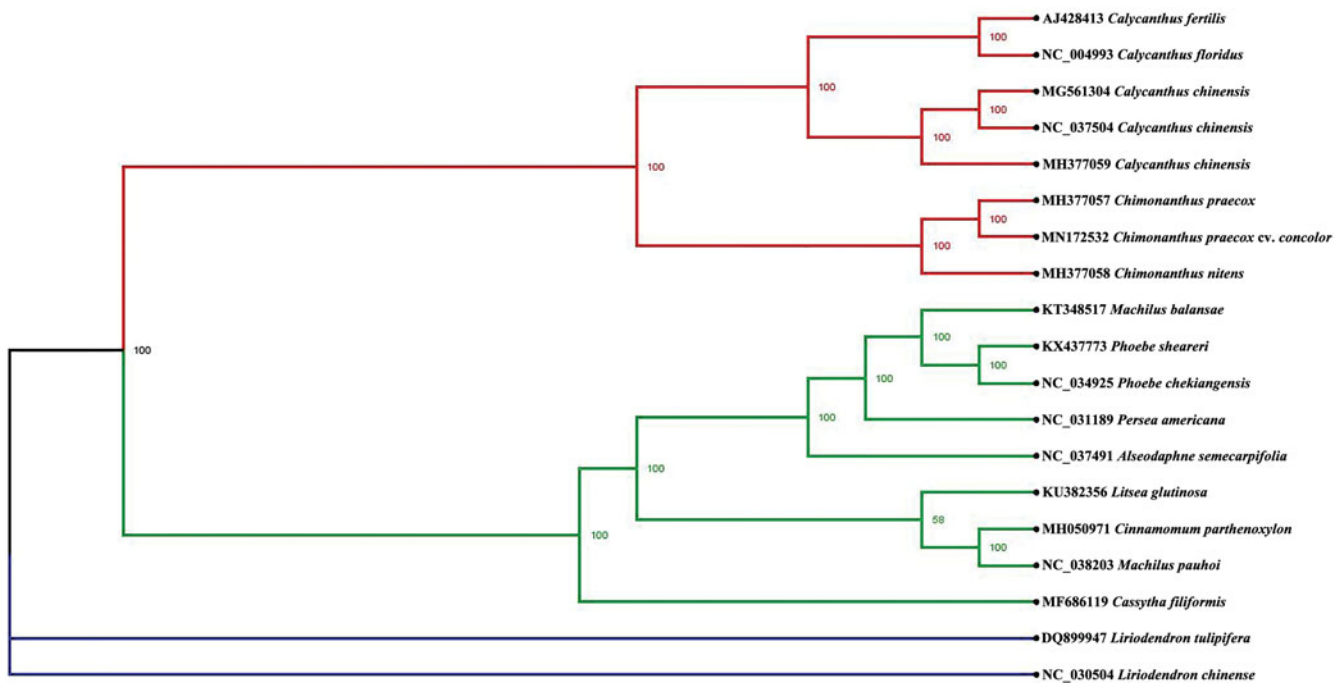 AJ428413 Calycanthus fertilis
100
NC_004993 Calycanthus floridus
100
MG561304 Calycanthus chinensis
100
NC_037504 Calycanthus chinensis
100
MH377059 Calycanthus chinensis
100
MH377057 Chimonanthus praecox
100
MN172532 Chimonanthus praecox cv. concolor
100
MH377058 Chimonanthus nitens
KT348517 Machilus balansae
100
KX437773 Phoebe sheareri
100
100
100
NC_034925 Phoebe chekiangensis
100
NC_031189 Persea americana
NC_037491 Alseodaphne semecarpifolia
100
KU382356 Litsea glutinosa
58
MH050971 Cinnamomum parthenoxylon
100
100
NC_038203 Machilus pauhoi
MF686119 Cassytha filiformis
DQ899947 Liriodendron tulipifera
NC_030504 Liriodendron chinense